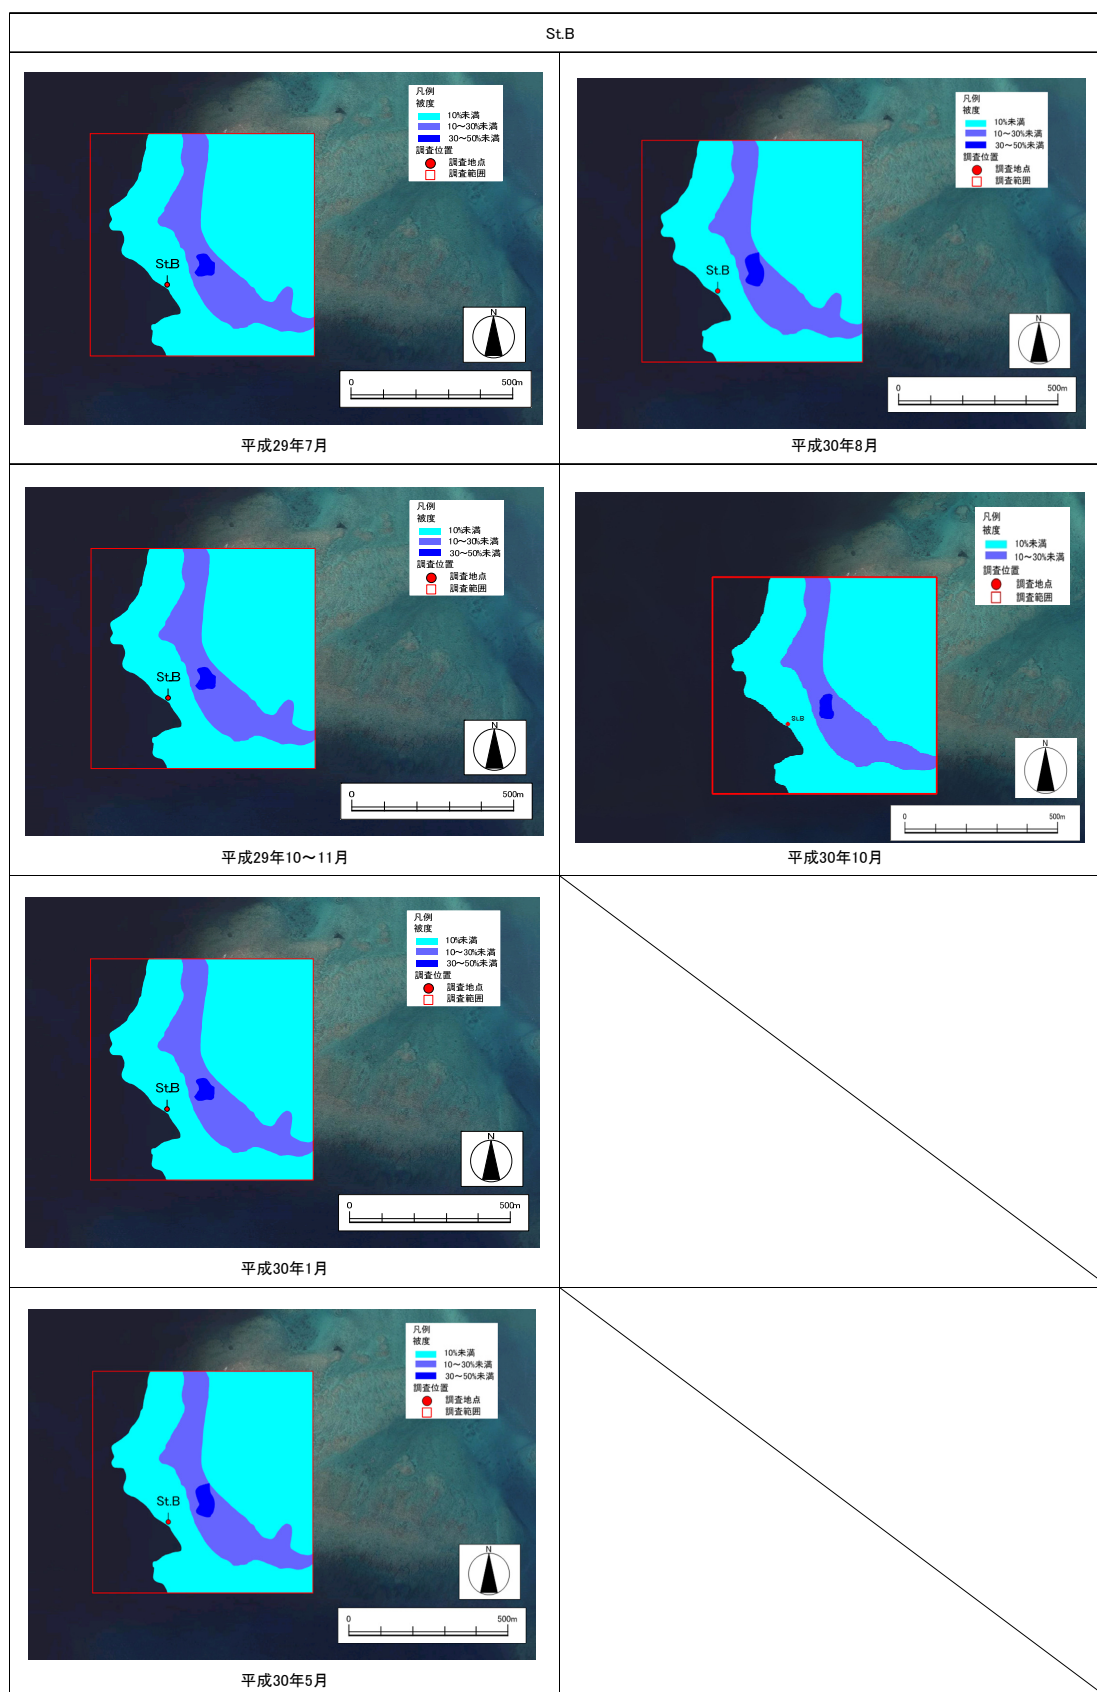 St.B
凡例
被度
10%未満
10～30%未満
30～50%未満
調査位置
調査地点
調査範囲
St.B
N
0 500m
平成29年7月
凡例
被度
10%未満
10～30%未満
30～50%未満
調査位置
調査地点
調査範囲
St.B
N
0 500m
平成30年8月
凡例
被度
10%未満
10～30%未満
30～50%未満
調査位置
調査地点
調査範囲
St.B
N
0 500m
平成29年10～11月
凡例
被度
10%未満
10～30%未満
調査位置
調査地点
調査範囲
St.B
N
0 500m
平成30年10月
凡例
被度
10%未満
10～30%未満
30～50%未満
調査位置
調査地点
調査範囲
St.B
N
0 500m
平成30年1月
凡例
被度
10%未満
10～30%未満
30～50%未満
調査位置
調査地点
調査範囲
St.B
N
0 500m
平成30年5月